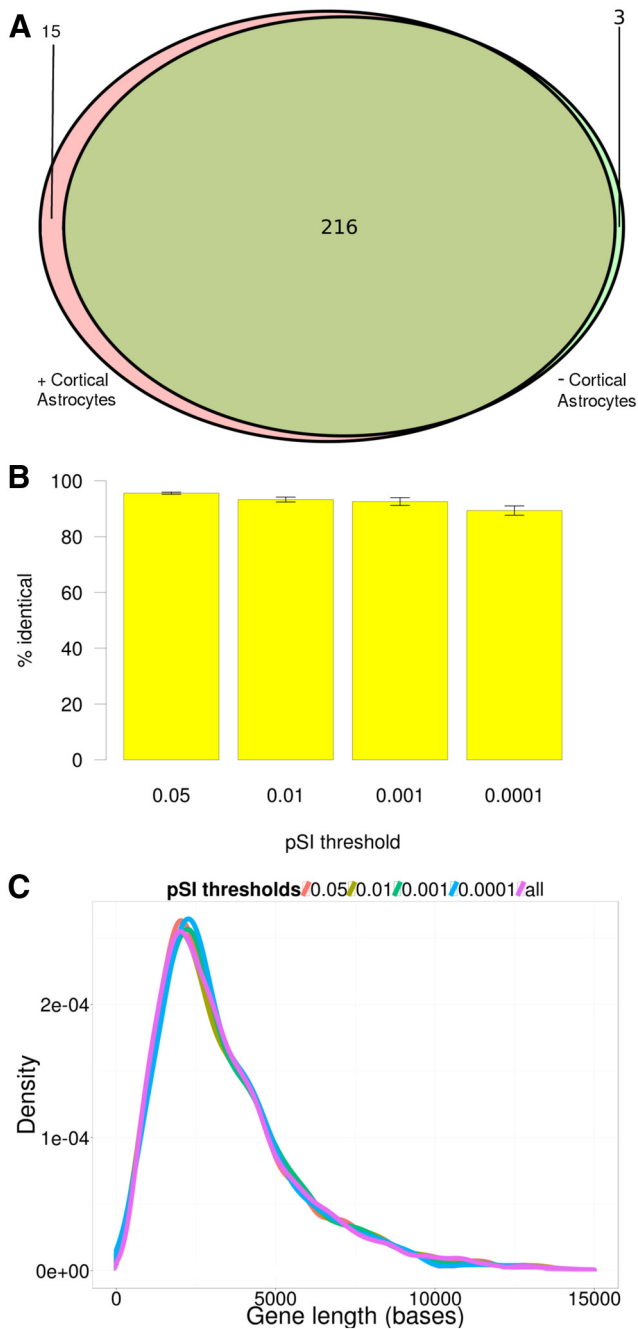 A
15
3
216
+ Cortical
Astrocytes
- Cortical
Astrocytes
B
100
80
60
40
20
0
% identical
0.05 0.01 0.001 0.0001
pSI threshold
C
pSI thresholds 0.05 0.01 0.001 0.0001 all
2e-04
1e-04
0e+00
Density
0 5000 10000 15000
Gene length (bases)